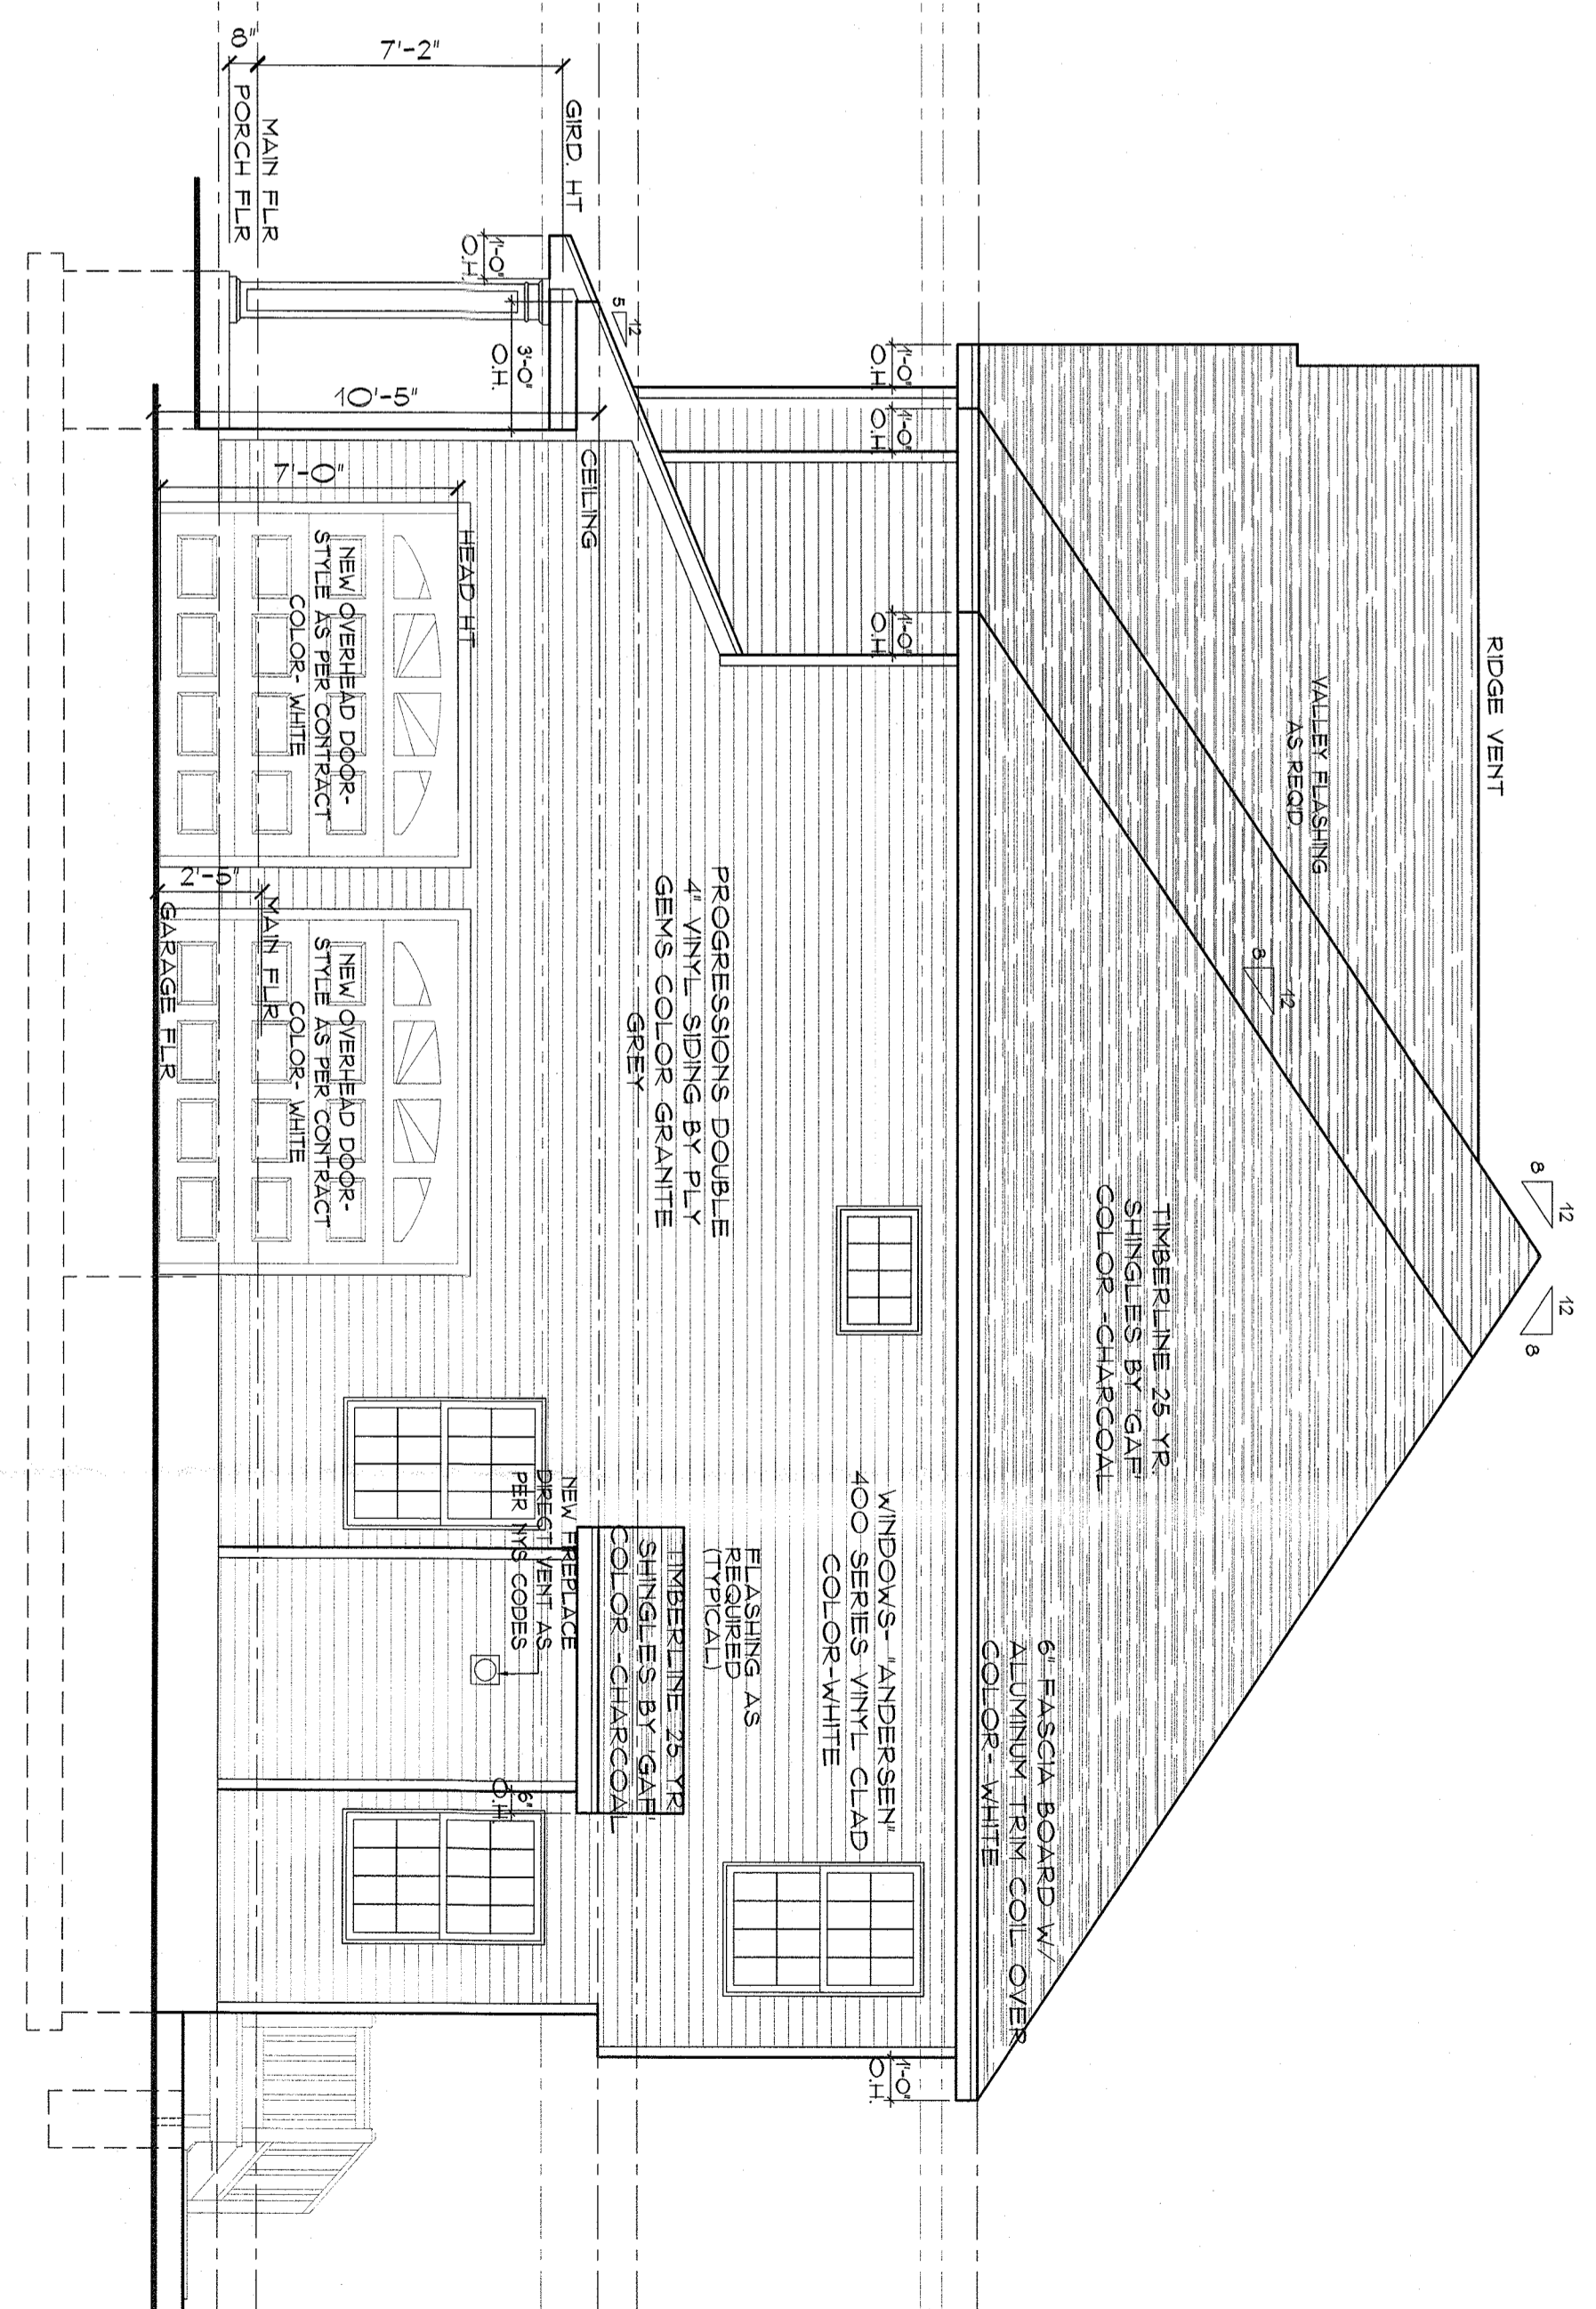 RIDGE VENT
12
8
12
8
VALLEY FLASHING
AS REQ'D.
8
12
TIMBERLINE 25 YR.
SHINGLES BY 'GAF'
COLOR -CHARCOAL
6" FASCIA BOARD W/
ALUMINUM TRIM COIL OVER
COLOR- WHITE
1'-0"
O.H.
1'-0"
O.H.
1'-0"
O.H.
1'-0"
O.H.
WINDOWS- "ANDERSEN"
400 SERIES VINYL CLAD
COLOR-WHITE
FLASHING AS
REQUIRED
(TYPICAL)
PROGRESSIONS DOUBLE
4" VINYL SIDING BY PLY
GEMS COLOR GRANITE
GREY
TIMBERLINE 25 YR.
SHINGLES BY 'GAF'
COLOR -CHARCOAL
5
12
GIRD. HT
CEILING
1'-0"
O.H.
3'-0"
O.H.
NEW FIREPLACE
DIRECT VENT AS
PER NYS CODES
6"
O.H.
HEAD HT
7'-2"
8"
MAIN FLR
PORCH FLR
10'-5"
7'-0"
NEW OVERHEAD DOOR-
STYLE AS PER CONTRACT
COLOR- WHITE
NEW OVERHEAD DOOR-
STYLE AS PER CONTRACT
COLOR- WHITE
2'-5"
MAIN FLR
GARAGE FLR